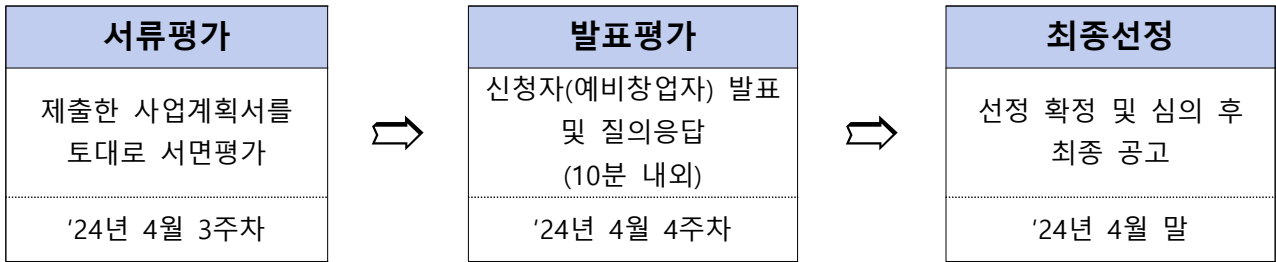 서류평가
제출한 사업계획서를
토대로 서면평가
'24년 4월 3주차
발표평가
신청자(예비창업자) 발표
및 질의응답
(10분 내외)
'24년 4월 4주차
최종선정
선정 확정 및 심의 후
최종 공고
'24년 4월 말